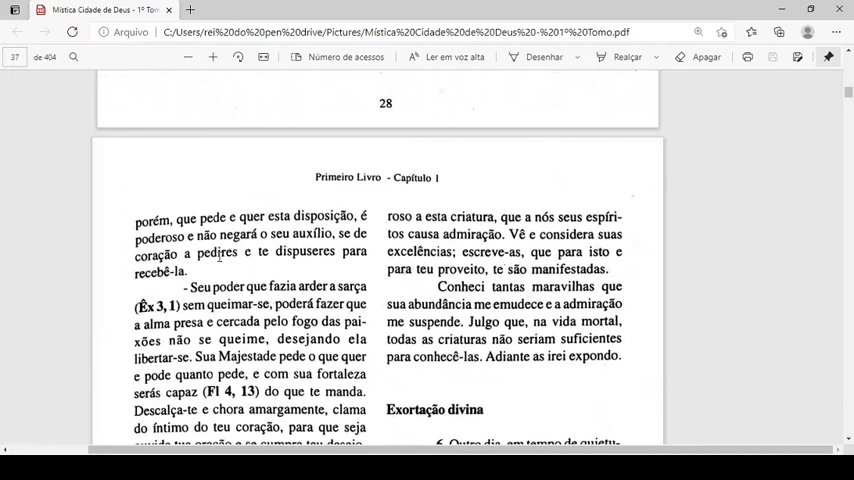 Mística Cidade de Deus - 1º Tom
Arquivo
C:/Users/rei%20do%20pen%20drive/Pictures/Mística%20Cidade%20de%20Deus%20-%201º%20Tomo.pdf
37 de 404
Número de acessos
Ler em voz alta
Desenhar
Realçar
Apagar
28
Primeiro Livro - Capítulo 1
porém, que pede e quer esta disposição, é
poderoso e não negará o seu auxílio, se de
coração a pedires e te dispuseres para
recebê-la.
- Seu poder que fazia arder a sarça
(Êx 3, 1) sem queimar-se, poderá fazer que
a alma presa e cercada pelo fogo das pai-
xões não se queime, desejando ela
libertar-se. Sua Majestade pede o que quer
e pode quanto pede, e com sua fortaleza
serás capaz (Fl 4, 13) do que te manda.
Descalça-te e chora amargamente, clama
do íntimo do teu coração, para que seja
ouvida tua oração e se cumpra teu desejo.
roso a esta criatura, que a nós seus espíri-
tos causa admiração. Vê e considera suas
excelências; escreve-as, que para isto e
para teu proveito, te são manifestadas.
Conheci tantas maravilhas que
sua abundância me emudece e a admiração
me suspende. Julgo que, na vida mortal,
todas as criaturas não seriam suficientes
para conhecê-las. Adiante as irei expondo.
Exortação divina
6. Outro dia, em tempo de quietu-